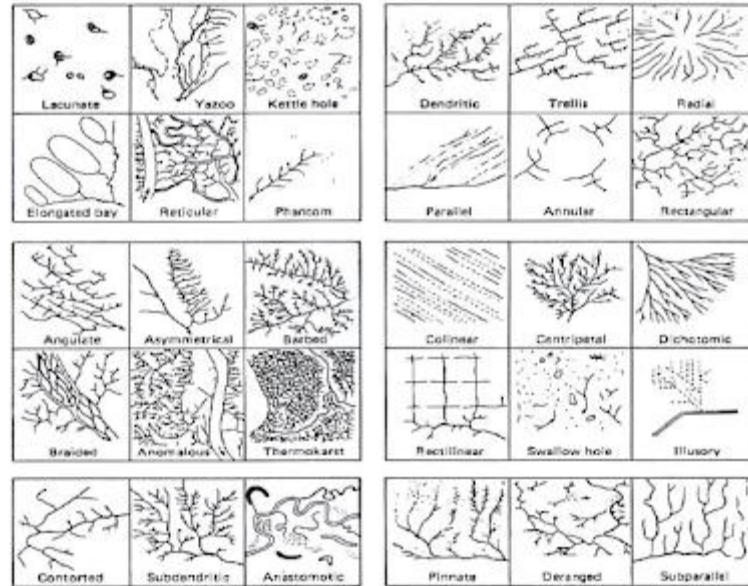 Lacunate Yazoo Kettle hole
Elongated bay Reticular Phantom
Dendritic Trellis Radial
Parallel Annular Rectangular
Angulate Asymmetrical Barbed
Braided Anomalous Thermokarst
Colinear Centripetal Dichotomic
Rectilinear Swallow hole Illusory
Contorted Subdendritic Anastomotic
Pinnate Deranged Subparallel